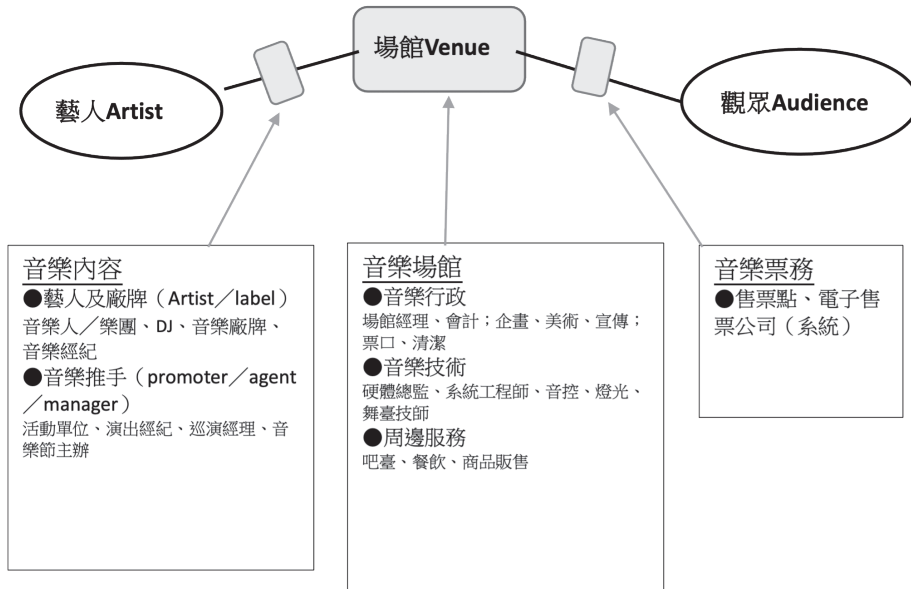 場館Venue
藝人Artist
觀眾Audience
音樂內容
●藝人及廠牌（Artist／label）
音樂人／樂團、DJ、音樂廠牌、
音樂經紀
●音樂推手（promoter／agent
／manager）
活動單位、演出經紀、巡演經理、音
樂節主辦
音樂場館
●音樂行政
場館經理、會計；企畫、美術、宣傳；
票口、清潔
●音樂技術
硬體總監、系統工程師、音控、燈光、
舞臺技師
●周邊服務
吧臺、餐飲、商品販售
音樂票務
●售票點、電子售
票公司（系統）